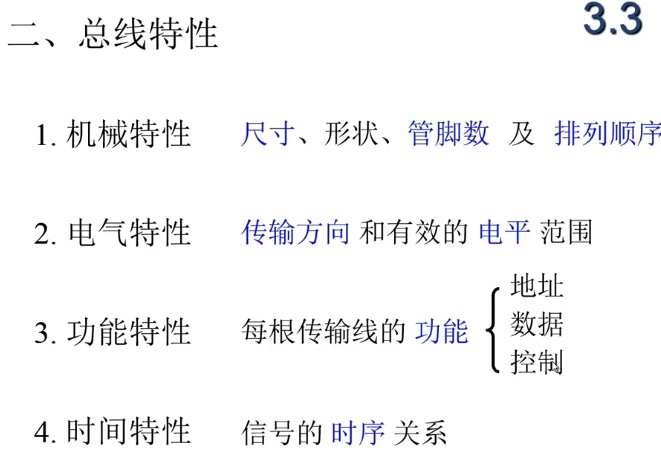 3.3
二、总线特性
1. 机械特性 尺寸、形状、管脚数 及 排列顺序
2. 电气特性 传输方向 和有效的 电平 范围
3. 功能特性 每根传输线的 功能
地址
数据
控制
4. 时间特性 信号的 时序 关系